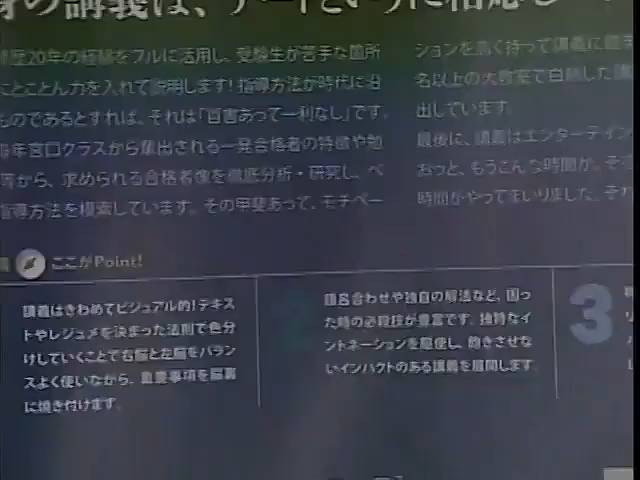 講義は、
歴20年の経験をフルに活用し、受験生が苦手な箇所
ことことん力を入れて説明します！指導方法が時代に沿
ものであるとすれば、それは「百害あって一利なし」です。
毎年宮口クラスから輩出される一発合格者の特徴や勉
から、求められる合格者像を徹底分析・研究し、ベ
指導方法を模索しています。その甲斐あって、モチベー
ションを高く持って講義に
名以上の大教室で白熱した講
出しています。
最後に、講義はエンターテイン
おっと、もうこんな時間か。そ
時間がやってまいりました。それ
ここがPoint!
講義はきわめてビジュアル的！テキス
トやレジュメを決まった法則で色分
けしていくことで右脳と左脳をバラン
スよく使いながら、重要事項を脳裏
に焼き付けます。
2
語呂合わせや独自の解法など、困っ
た時の必殺技が豊富です。独特なイ
ントネーションを駆使し、飽きさせな
いインパクトのある講義を展開します。
3